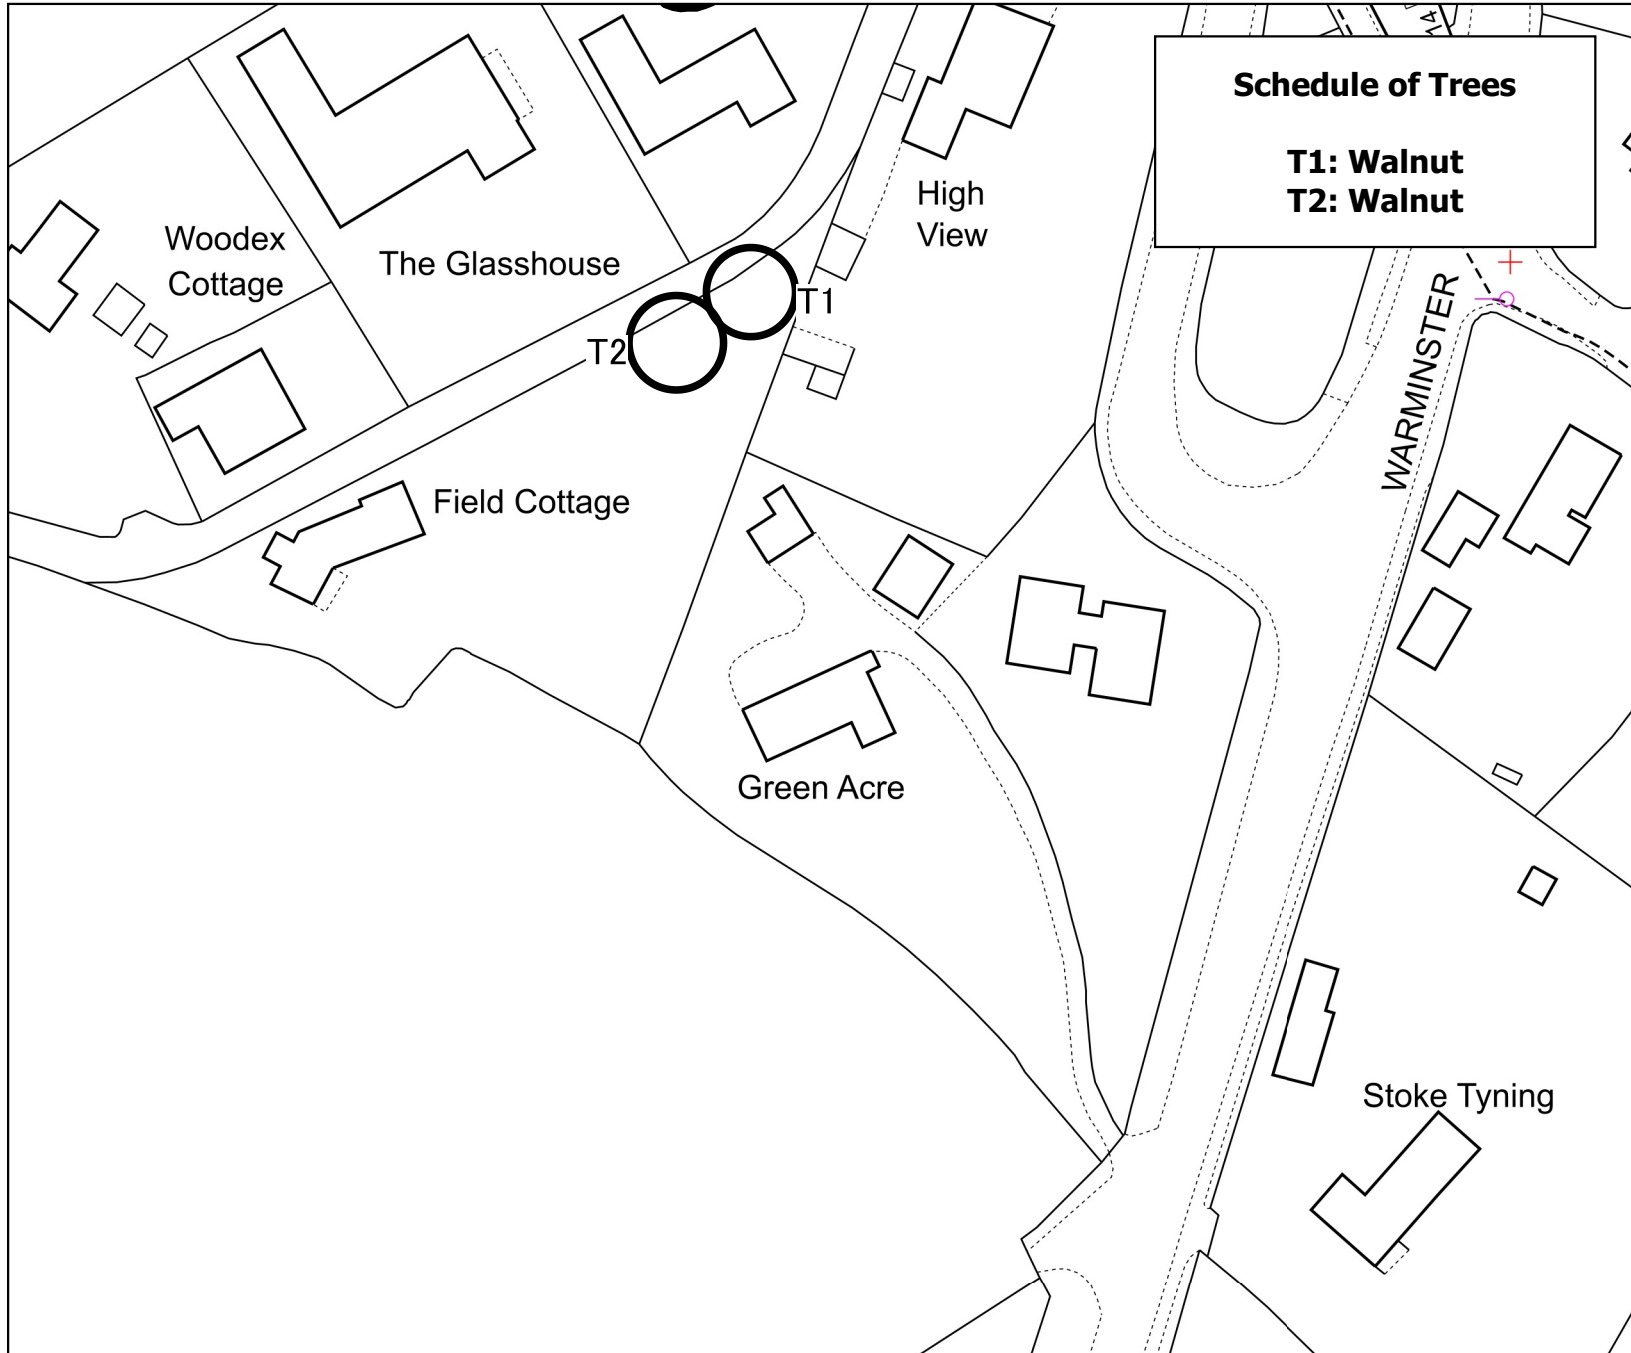 Schedule of Trees
T1: Walnut
T2: Walnut
High
View
Woodex
Cottage
The Glasshouse
T1
T2
WARMINSTER
Field Cottage
Green Acre
Stoke Tyning